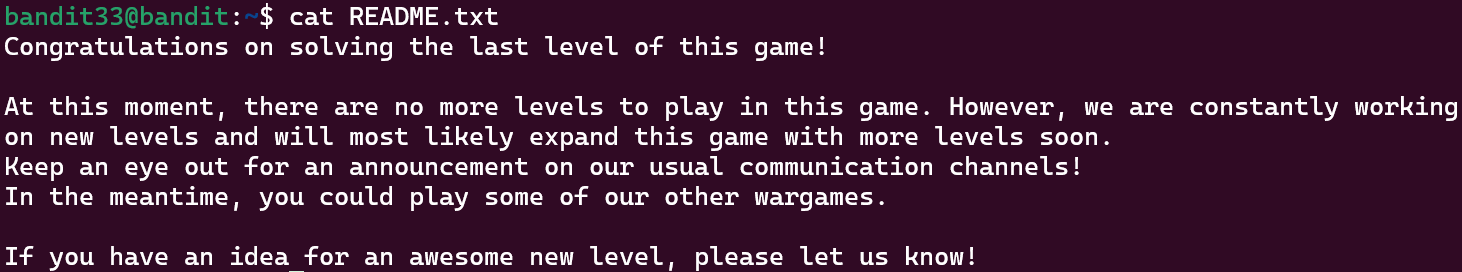 bandit33@bandit:~$ cat README.txt
Congratulations on solving the last level of this game!
At this moment, there are no more levels to play in this game. However, we are constantly working
on new levels and will most likely expand this game with more levels soon.
Keep an eye out for an announcement on our usual communication channels!
In the meantime, you could play some of our other wargames.
If you have an idea for an awesome new level, please let us know!